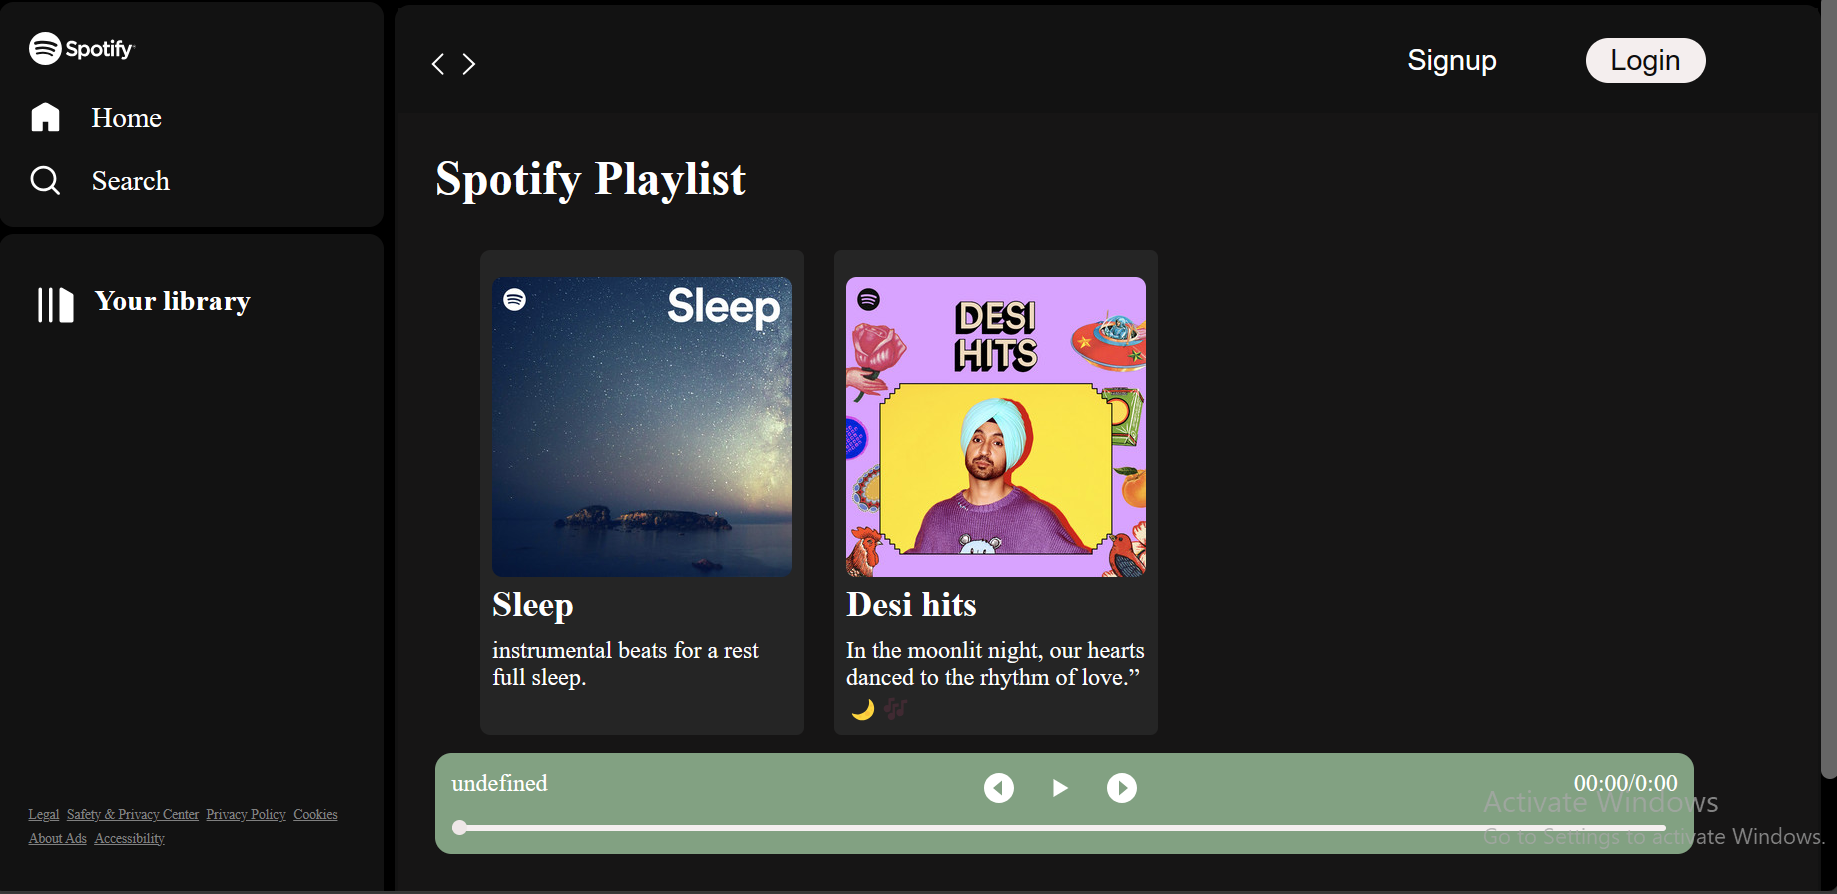 Spotify
Home
Search
Your library
Legal Safety & Privacy Center Privacy Policy Cookies
About Ads Accessibility
Signup
Login
Spotify Playlist
Sleep
Sleep
instrumental beats for a rest
full sleep.
DESI
HITS
Desi hits
In the moonlit night, our hearts
danced to the rhythm of love.”
🌙 🎶
undefined
00:00/0:00
Activate Windows
Go to Settings to activate Windows.